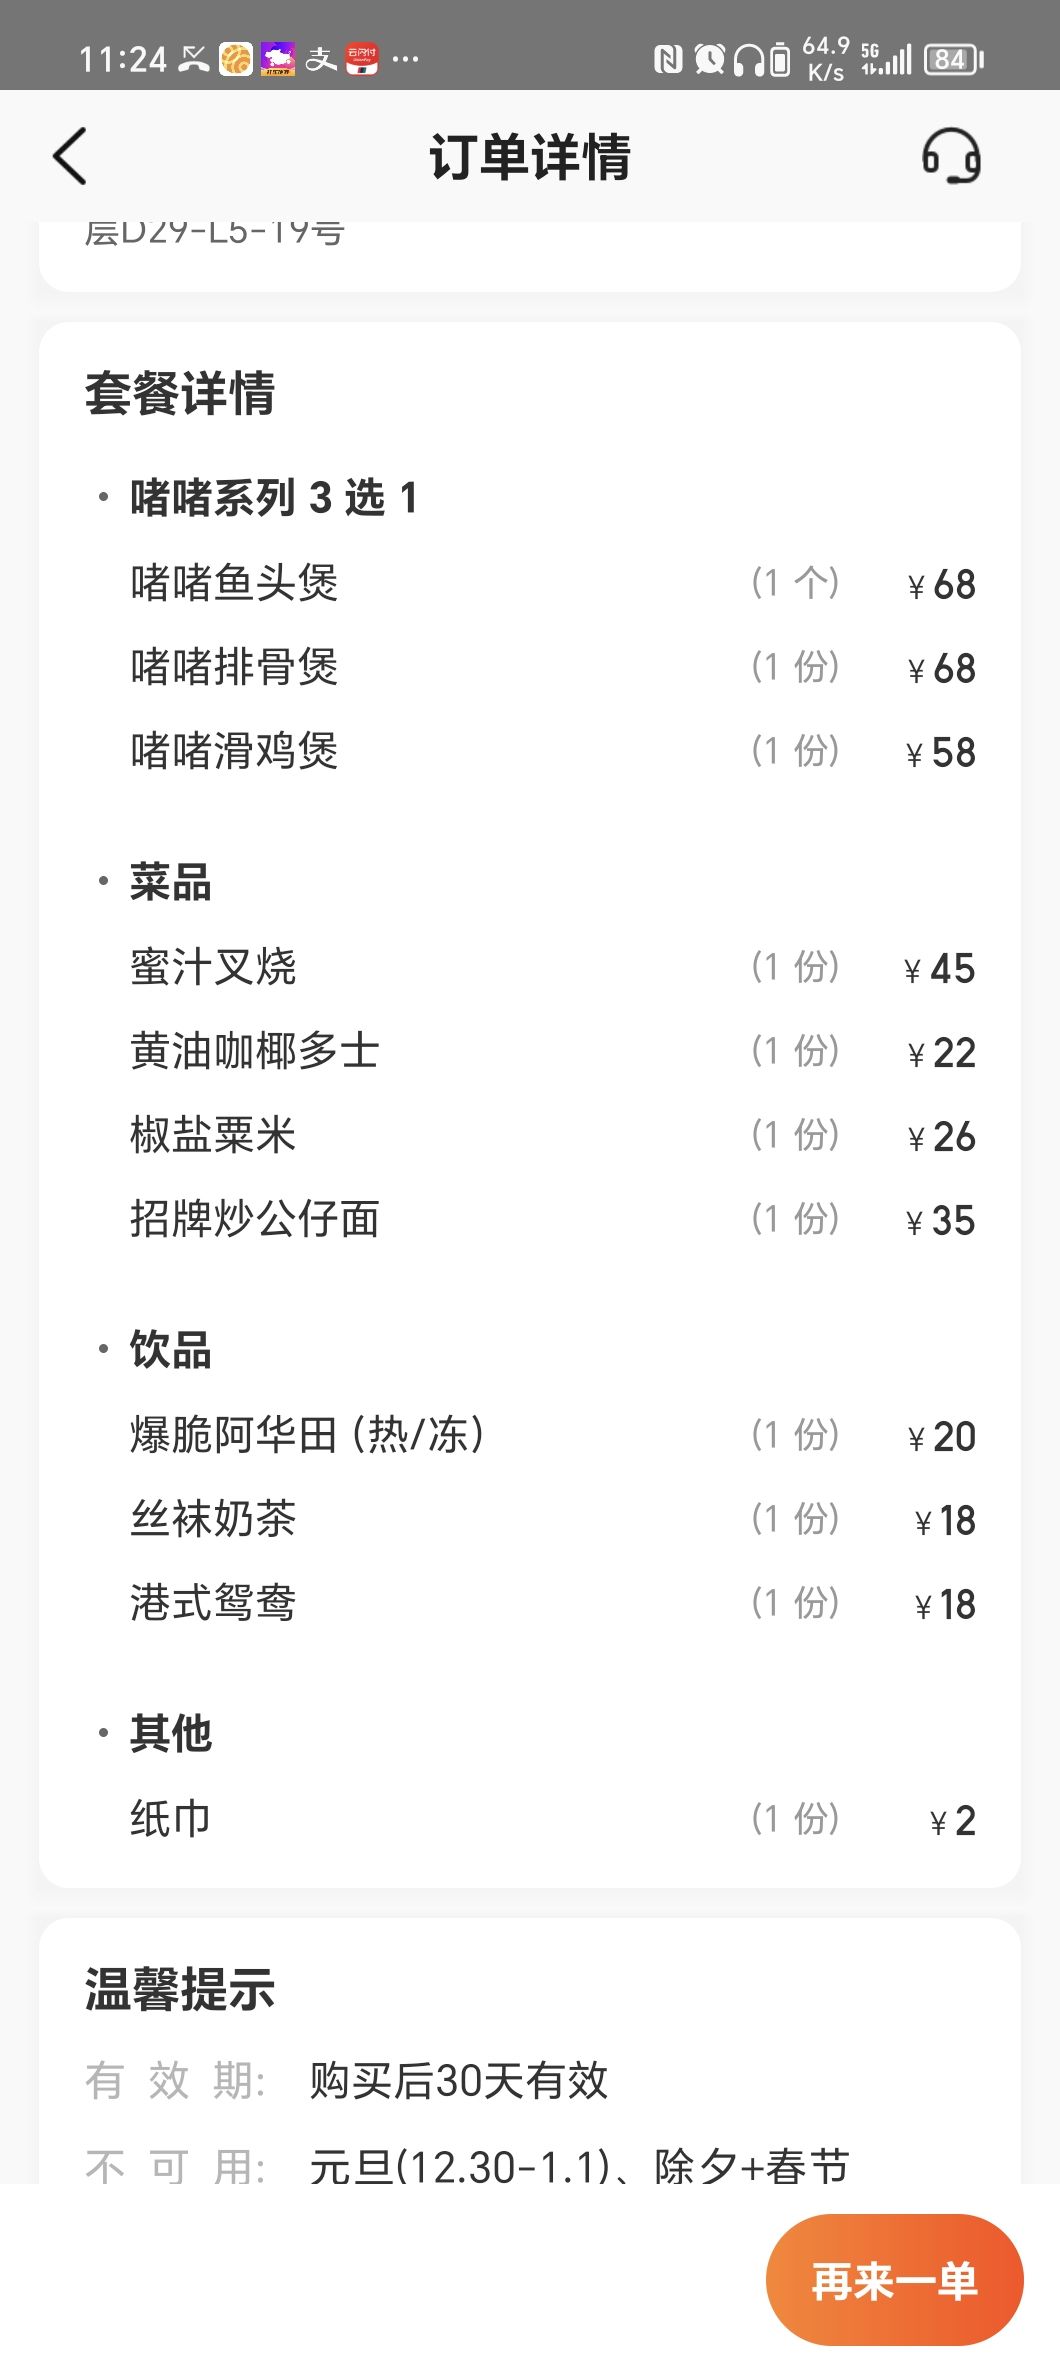 11:24 支 云闪付 ··· 64.9 K/s 5G 84
订单详情
层D29-L5-19号
套餐详情
· 啫啫系列 3 选 1
啫啫鱼头煲 (1 个) ¥68
啫啫排骨煲 (1 份) ¥68
啫啫滑鸡煲 (1 份) ¥58
· 菜品
蜜汁叉烧 (1 份) ¥45
黄油咖椰多士 (1 份) ¥22
椒盐粟米 (1 份) ¥26
招牌炒公仔面 (1 份) ¥35
· 饮品
爆脆阿华田 (热/冻) (1 份) ¥20
丝袜奶茶 (1 份) ¥18
港式鸳鸯 (1 份) ¥18
· 其他
纸巾 (1 份) ¥2
温馨提示
有 效 期: 购买后30天有效
不 可 用: 元旦(12.30-1.1)、除夕+春节
再来一单